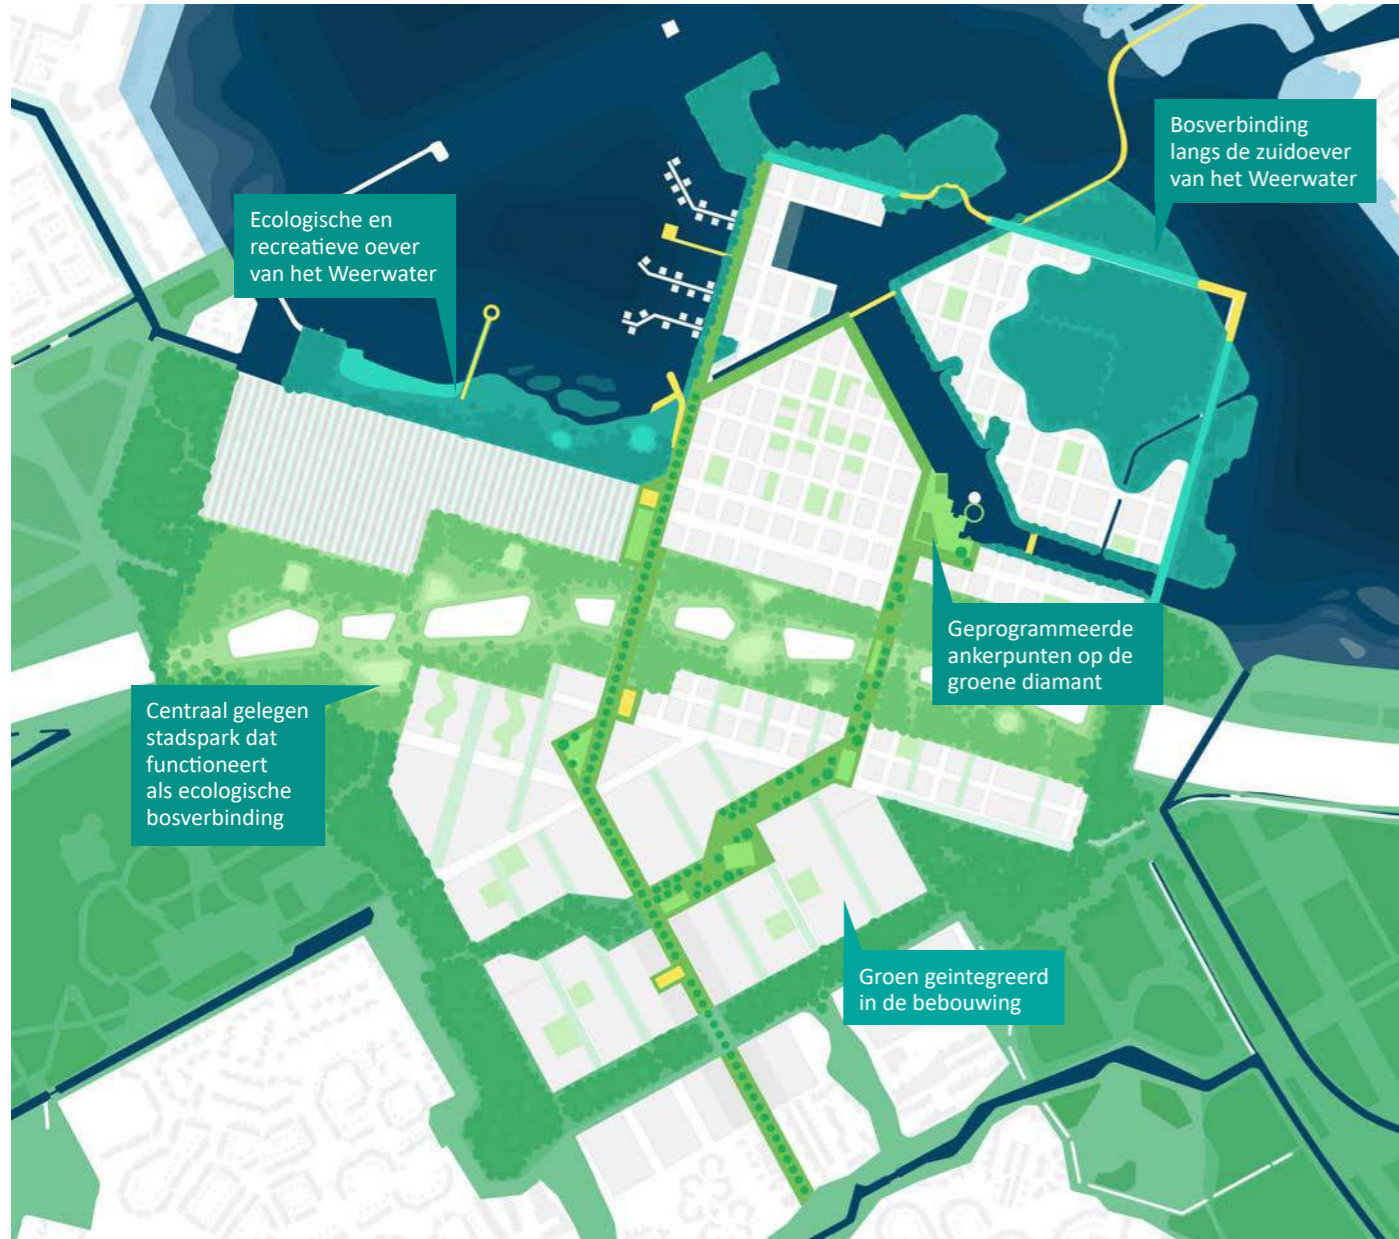 Bosverbinding
langs de zuidoever
van het Weerwater
Ecologische en
recreatieve oever
van het Weerwater
Geprogrammeerde
ankerpunten op de
groene diamant
Centraal gelegen
stadspark dat
functioneert
als ecologische
bosverbinding
Groen geintegreerd
in de bebouwing